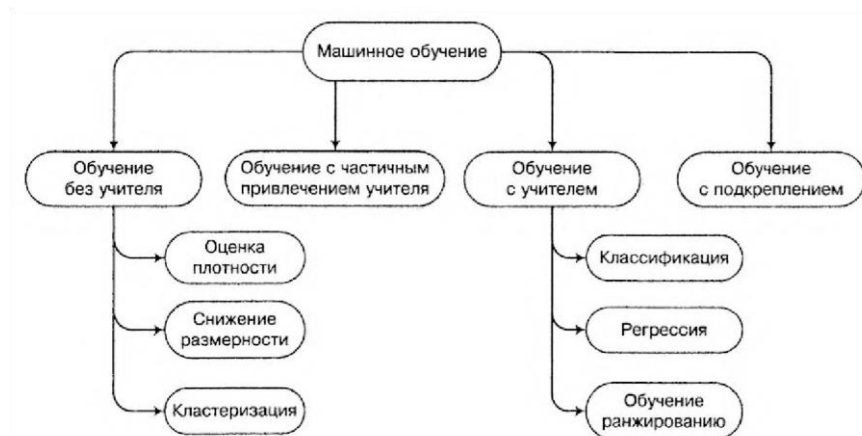 Машинное обучение
Обучение
без учителя
Обучение с частичным
привлечением учителя
Обучение
с учителем
Обучение
с подкреплением
Оценка
плотности
Снижение
размерности
Кластеризация
Классификация
Регрессия
Обучение
ранжированию